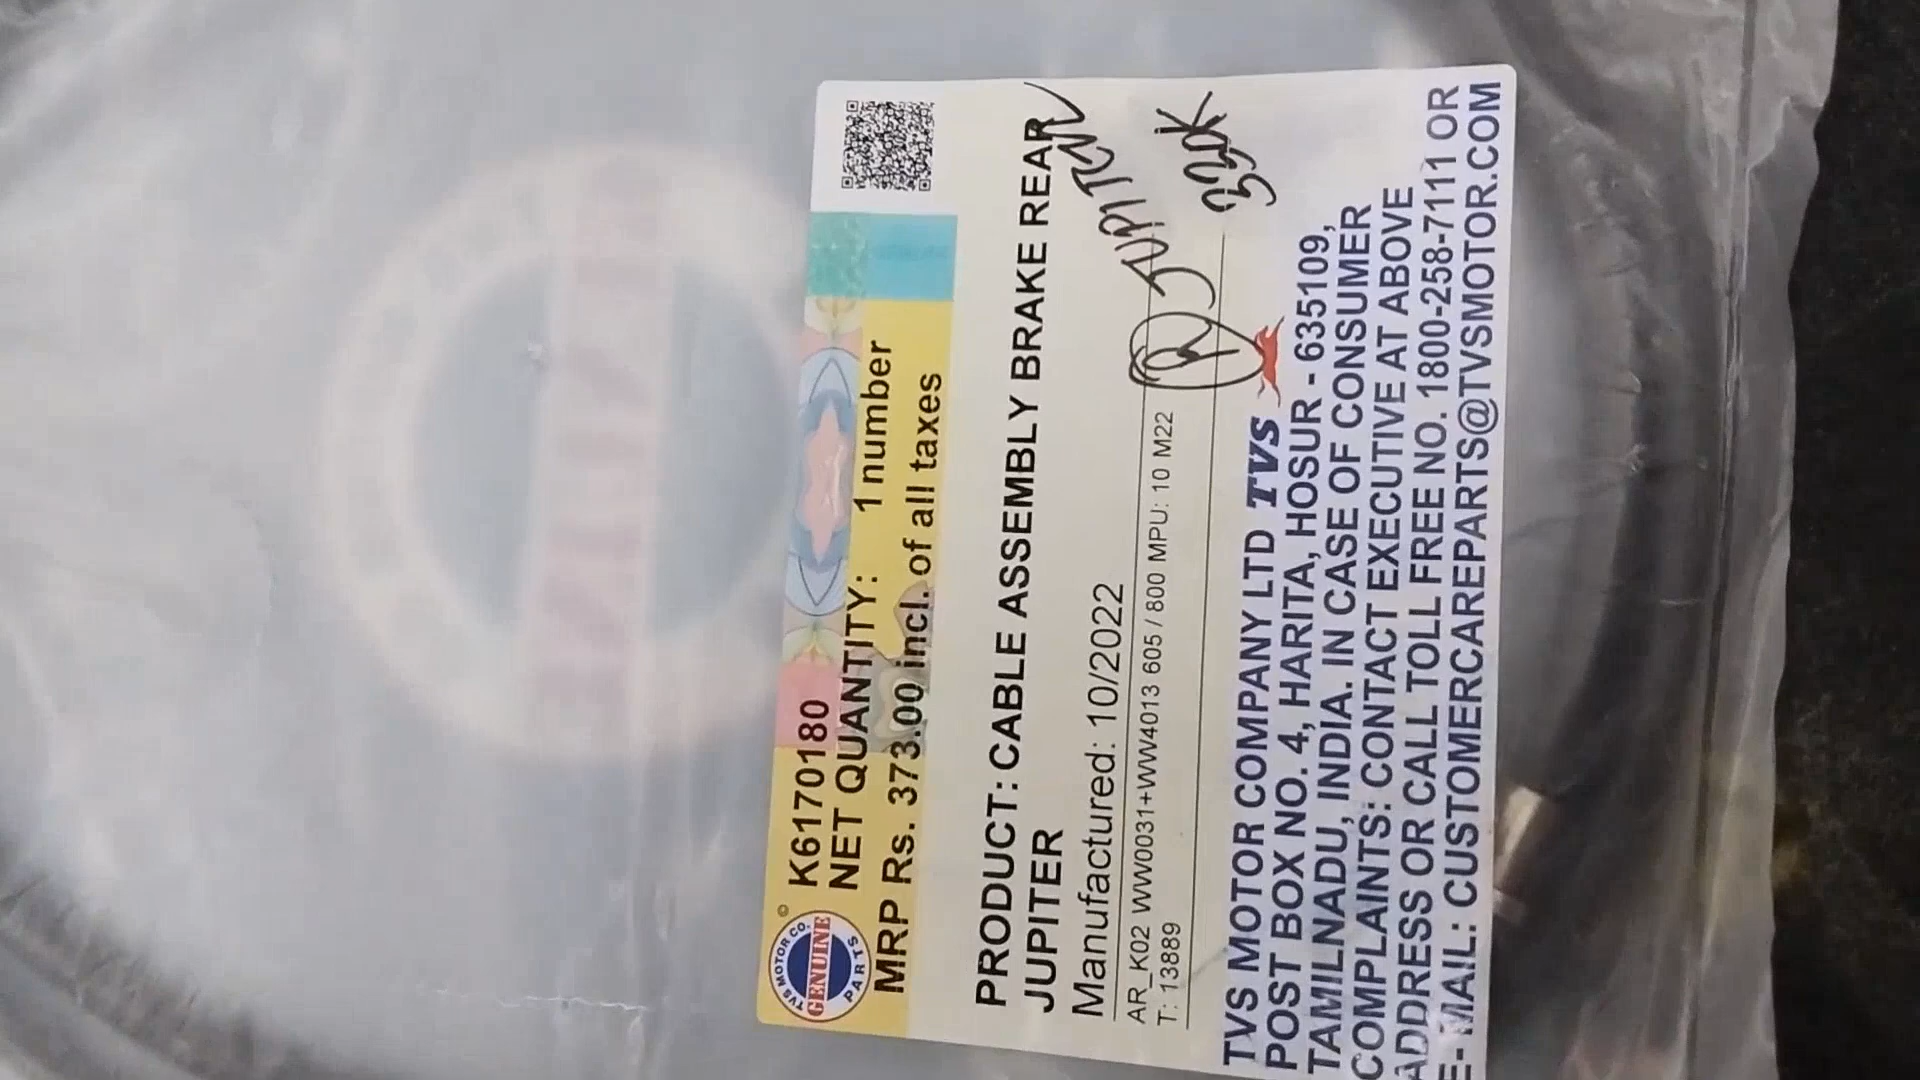 K6170180
NET QUANTITY: 1 number
MRP Rs. 373.00 incl. of all taxes
TVS MOTOR CO.
GENUINE
PARTS
PRODUCT: CABLE ASSEMBLY BRAKE REAR
JUPITER
Manufactured: 10/2022
AR_K02 WW0031+WW4013 605 / 800 MPU: 10 M22
T: 13889
R JUPITER
TVS MOTOR COMPANY LTD TVS
POST BOX NO. 4, HARITA, HOSUR - 635109,
TAMILNADU, INDIA. IN CASE OF CONSUMER
COMPLAINTS: CONTACT EXECUTIVE AT ABOVE
ADDRESS OR CALL TOLL FREE NO. 1800-258-7111 OR
E- MAIL: CUSTOMERCAREPARTS@TVSMOTOR.COM